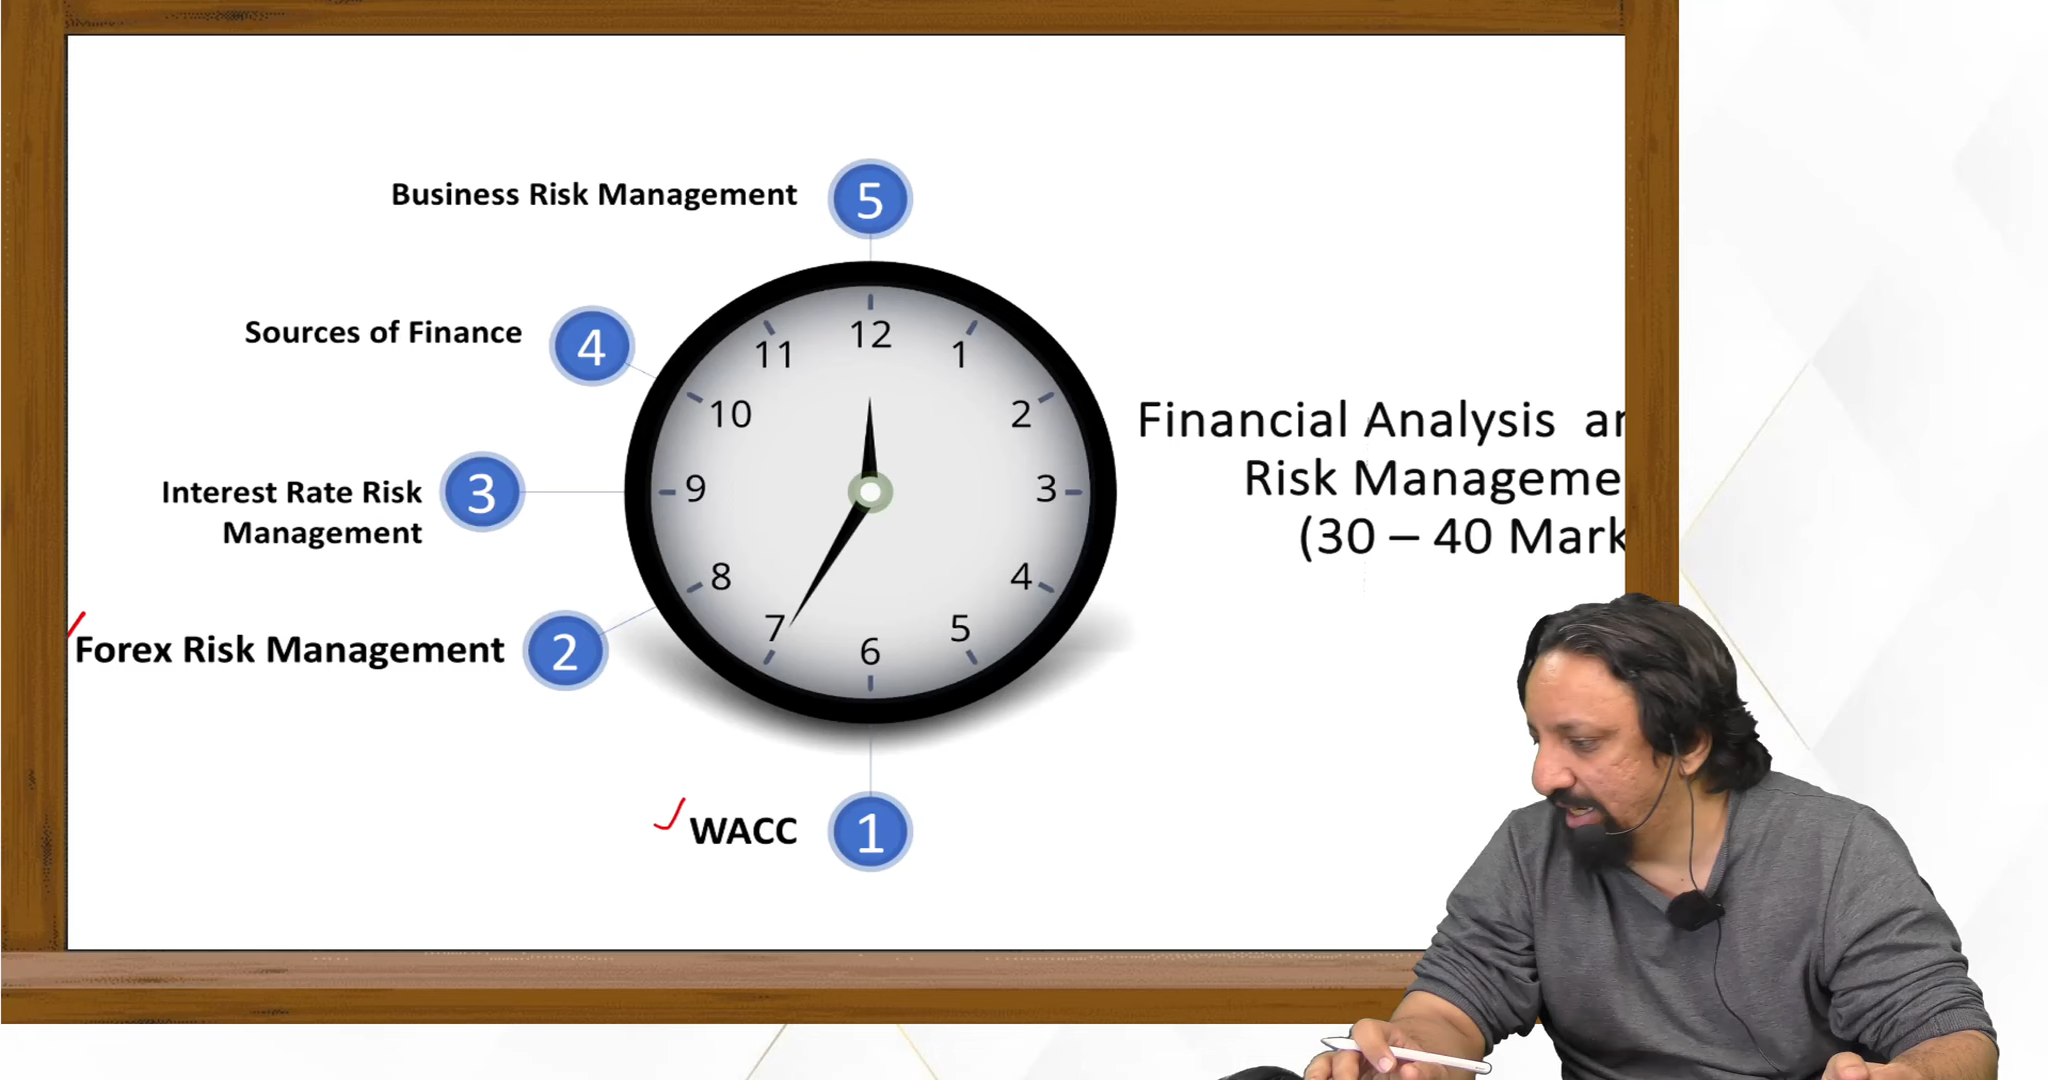 Business Risk Management 5
Sources of Finance 4
Interest Rate Risk
Management 3
Forex Risk Management 2
WACC 1
12
1
2
3
4
5
6
7
8
9
10
11
Financial Analysis
Risk Manageme
(30 – 40 Mark